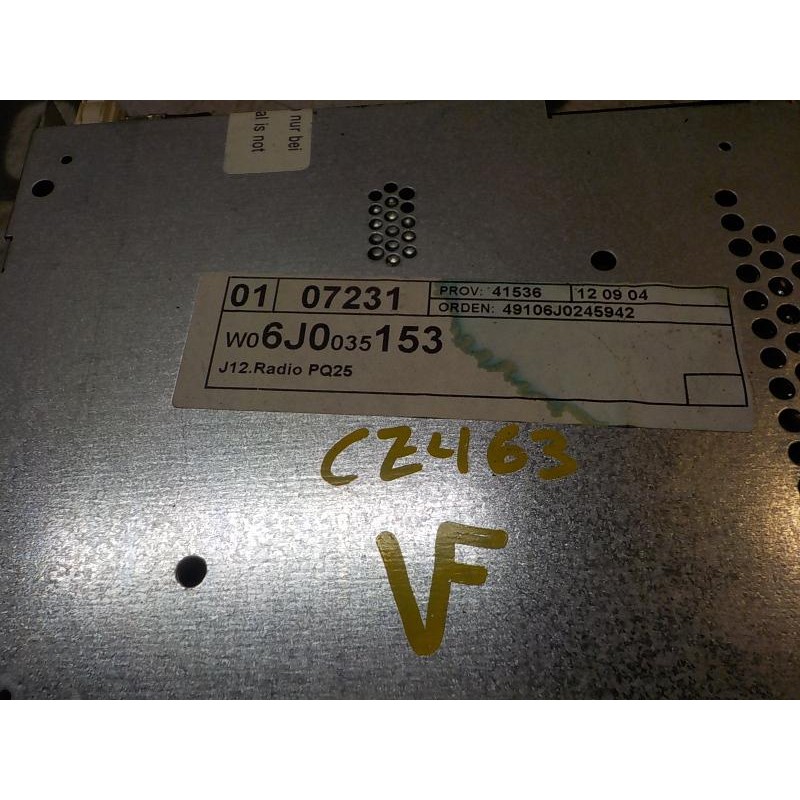 nur bei
al is not
01 07231 PROV: 41536 12 09 04
ORDEN: 49106J0245942
W06J0035153
J12.Radio PQ25
CZ463
VF